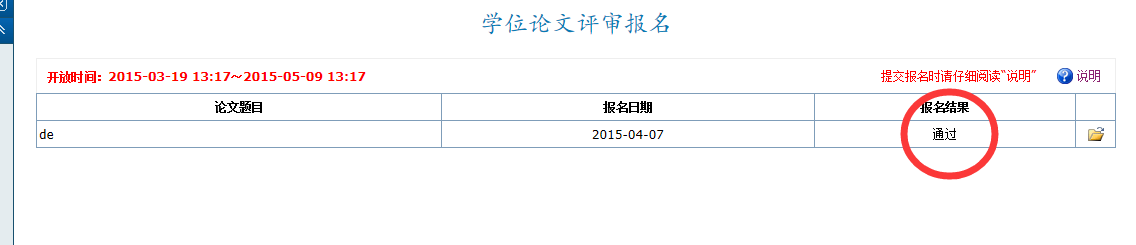 学位论文评审报名
开放时间：2015-03-19 13:17～2015-05-09 13:17 提交报名时请仔细阅读“说明” 说明
论文题目 报名日期 报名结果
de 2015-04-07 通过